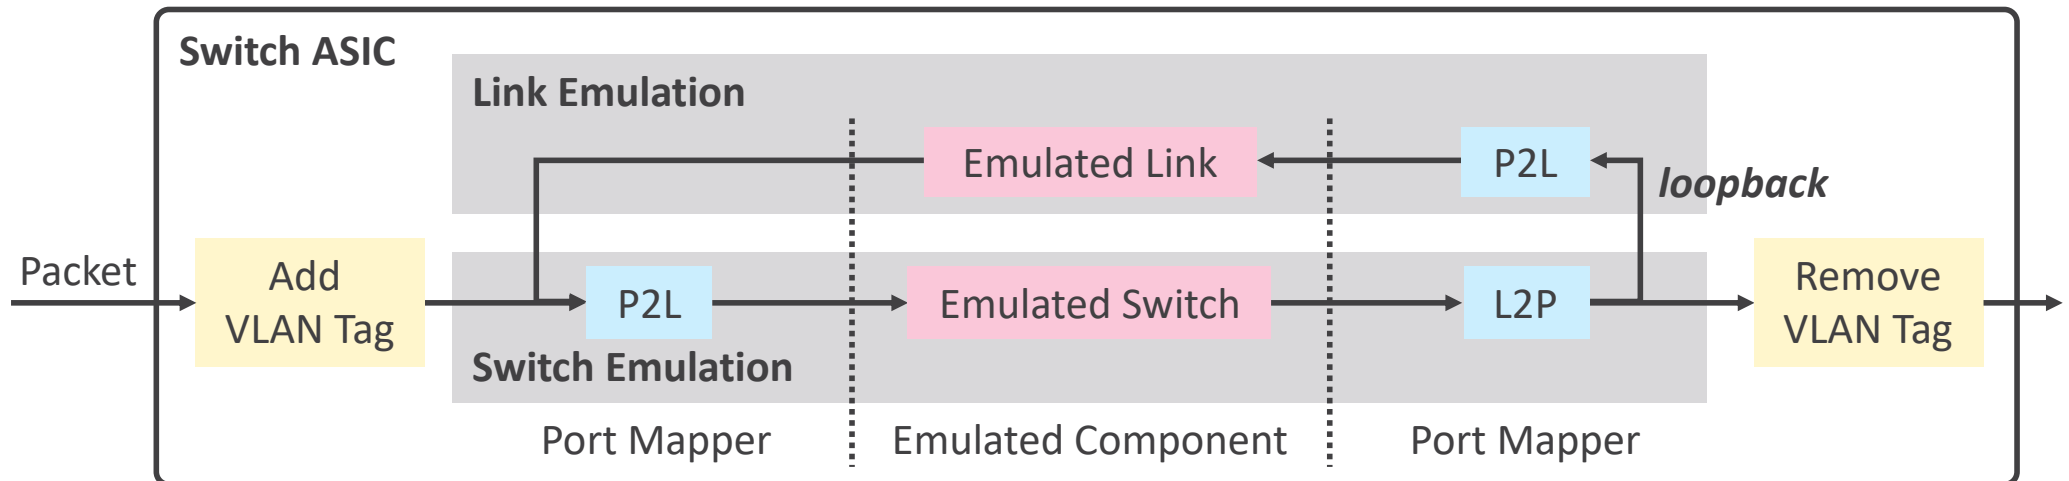 Switch ASIC
Link Emulation
Emulated Link
P2L
loopback
Packet
Add
VLAN Tag
P2L
Emulated Switch
L2P
Remove
VLAN Tag
Switch Emulation
Port Mapper
Emulated Component
Port Mapper